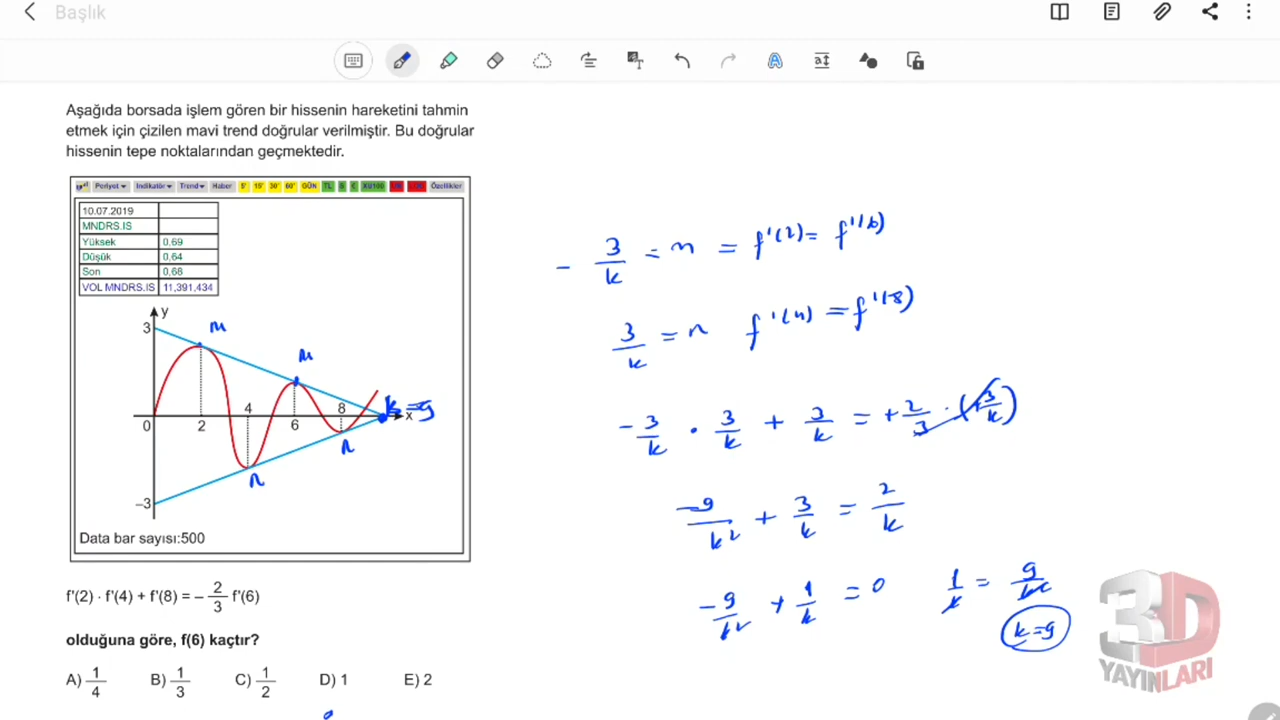 Başlık
Aşağıda borsada işlem gören bir hissenin hareketini tahmin
etmek için çizilen mavi trend doğrular verilmiştir. Bu doğrular
hissenin tepe noktalarından geçmektedir.
Periyot Indikatör Trend Haber 5' 15' 30' 60' GÜN TL $ € XU100 Özellikler
10.07.2019
MNDRS.IS
Yüksek 0,69
Düşük 0,64
Son 0,68
VOL MNDRS.IS 11,391,434
y
3
m
m
4 8 k=9 x
0 2 6
n
n
-3
Data bar sayısı:500
f'(2) · f'(4) + f'(8) = - 2/3 f'(6)
olduğuna göre, f(6) kaçtır?
A) 1/4 B) 1/3 C) 1/2 D) 1 E) 2
- 3/k = m = f'(2) = f'(6)
3/k = n f'(4) = f'(8)
-3/k · 3/k + 3/k = +2/3 · (+3/k)
-9/k² + 3/k = 2/k
-9/k² + 1/k = 0 1/k = 9/k²
k=9
3D
YAYINLARI